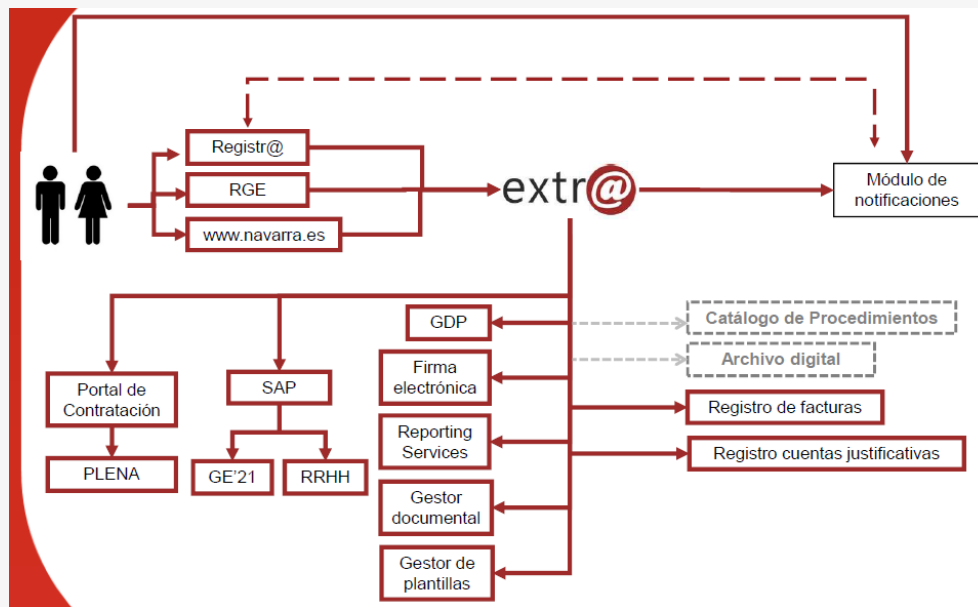 Registr@
RGE
www.navarra.es
extr@
Módulo de
notificaciones
GDP
Catálogo de Procedimientos
Archivo digital
Firma
electrónica
Portal de
Contratación
SAP
Registro de facturas
Reporting
Services
Registro cuentas justificativas
PLENA
GE'21
RRHH
Gestor
documental
Gestor de
plantillas